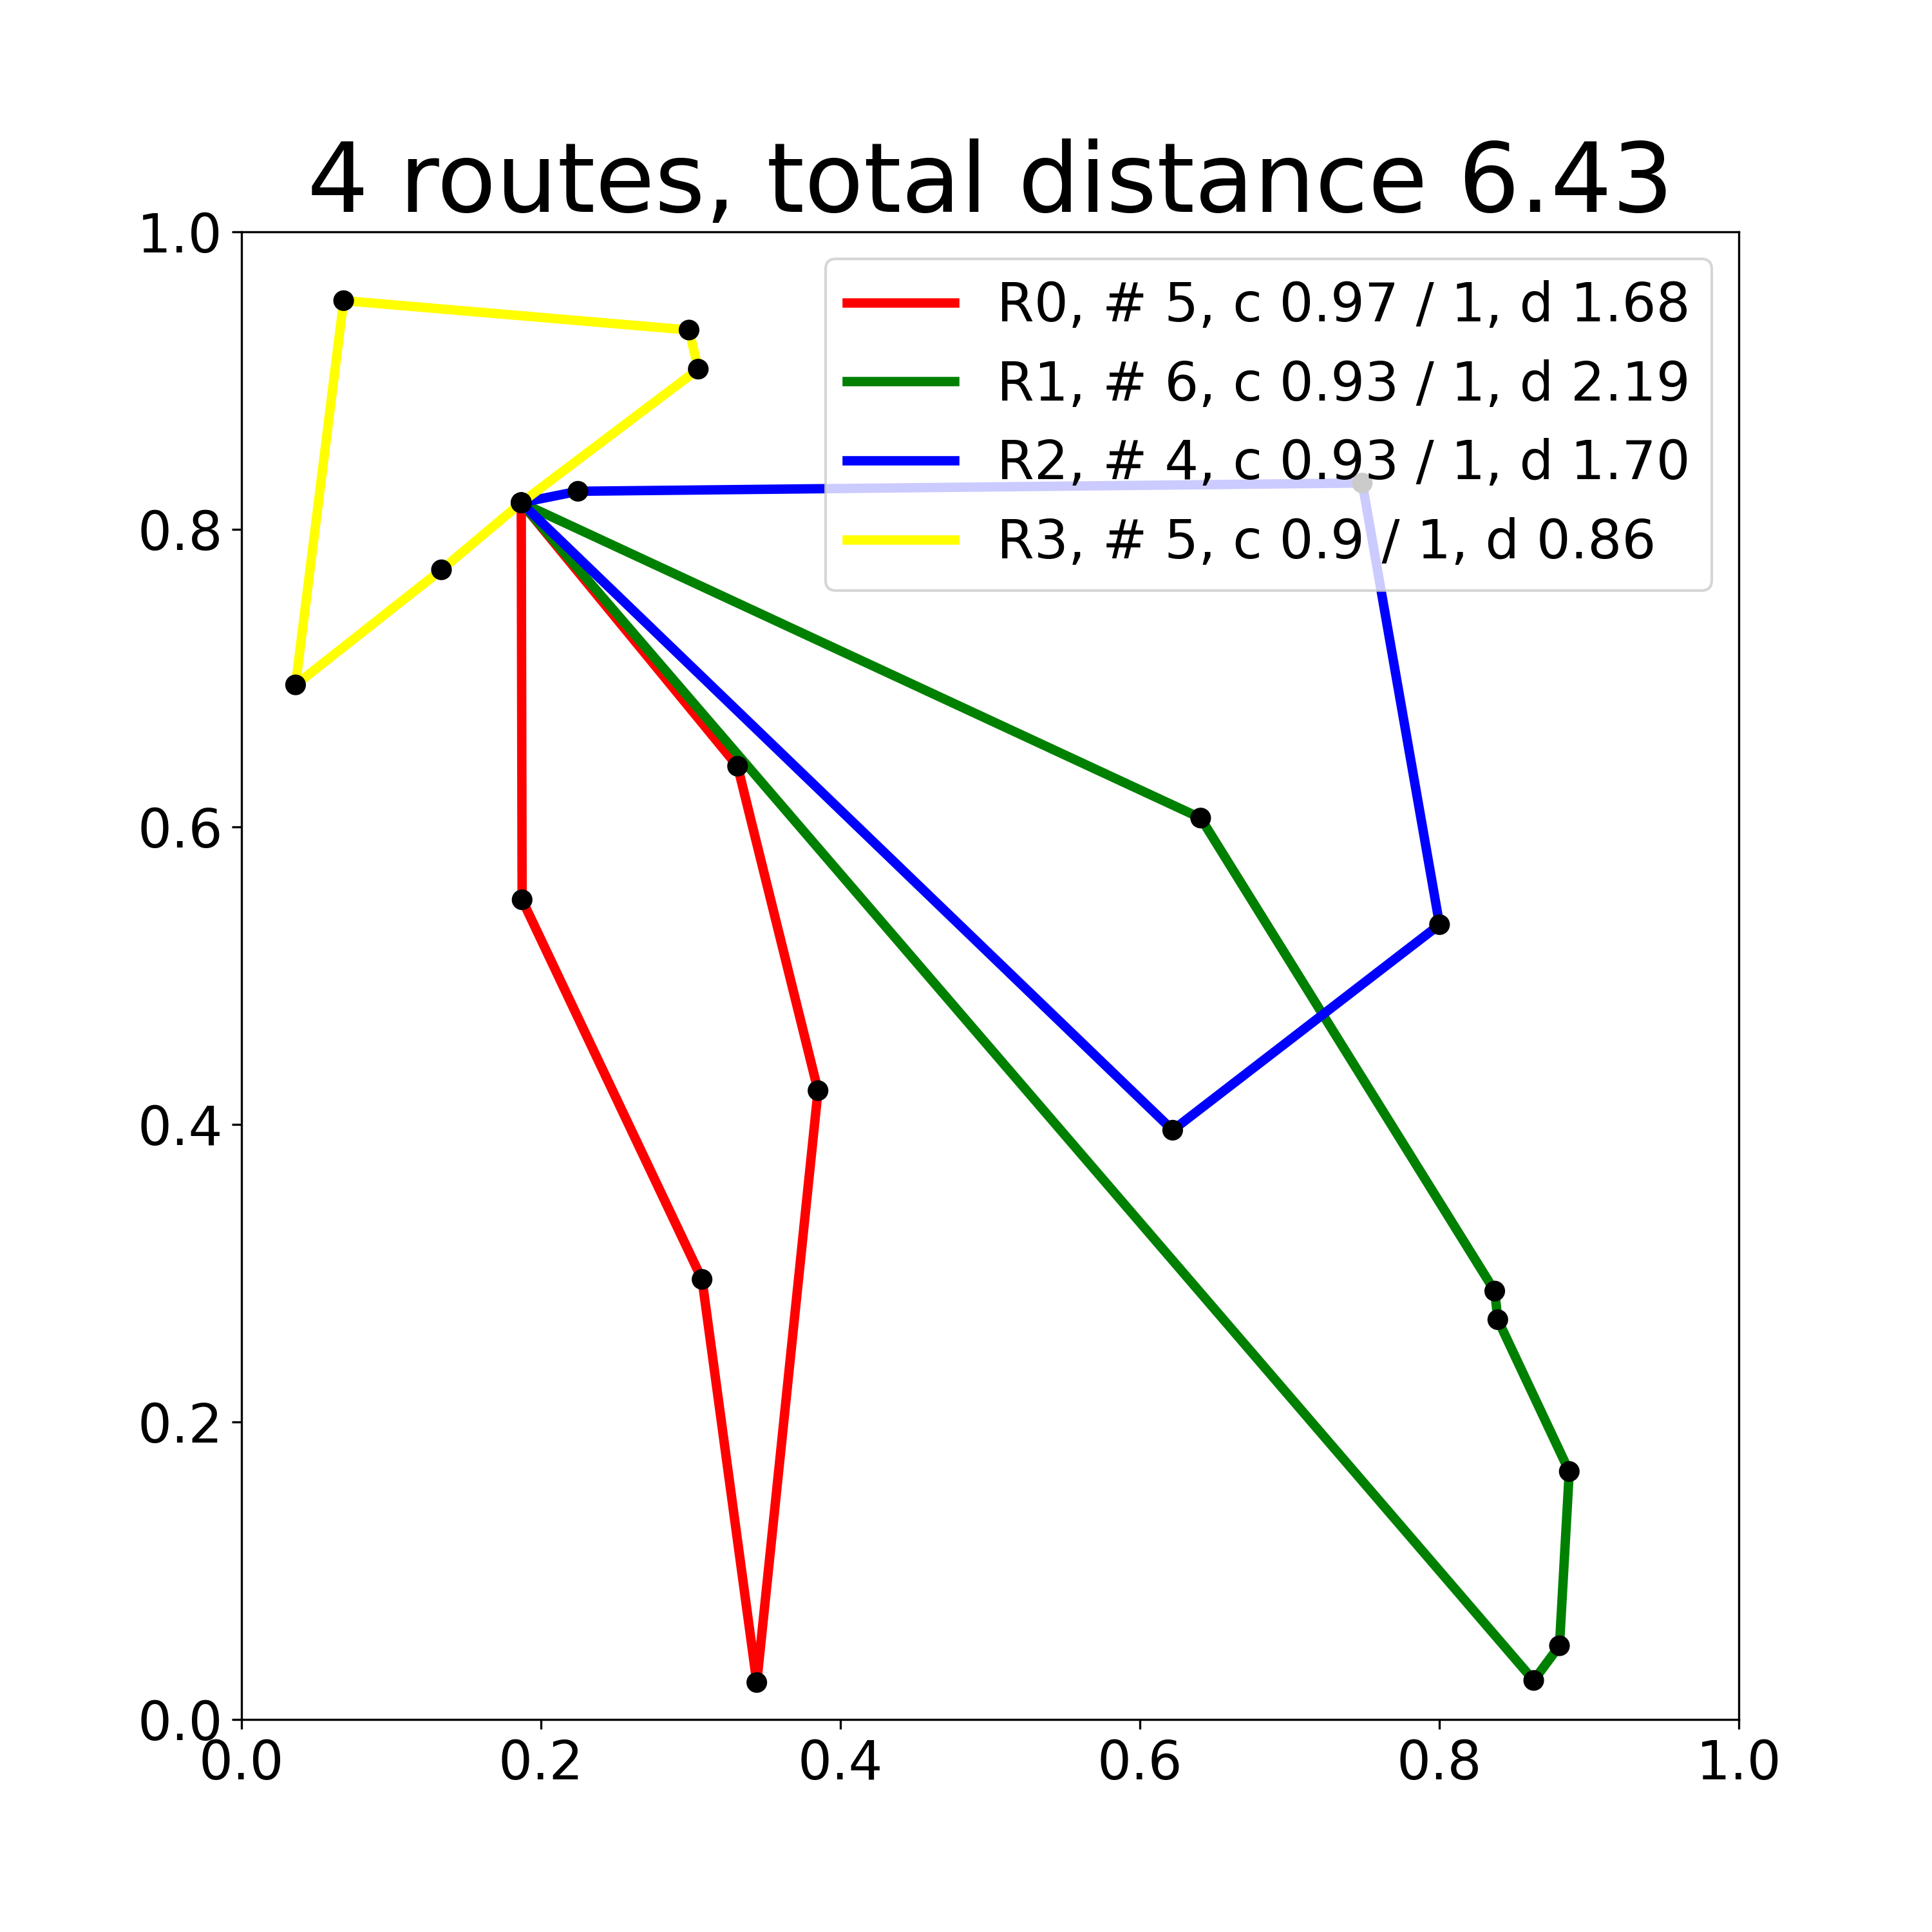 4 routes, total distance 6.43
1.0
R0, # 5, c 0.97 / 1, d 1.68
R1, # 6, c 0.93 / 1, d 2.19
R2, # 4, c 0.93 / 1, d 1.70
R3, # 5, c 0.9 / 1, d 0.86
0.8
0.6
0.4
0.2
0.0
0.0 0.2 0.4 0.6 0.8 1.0